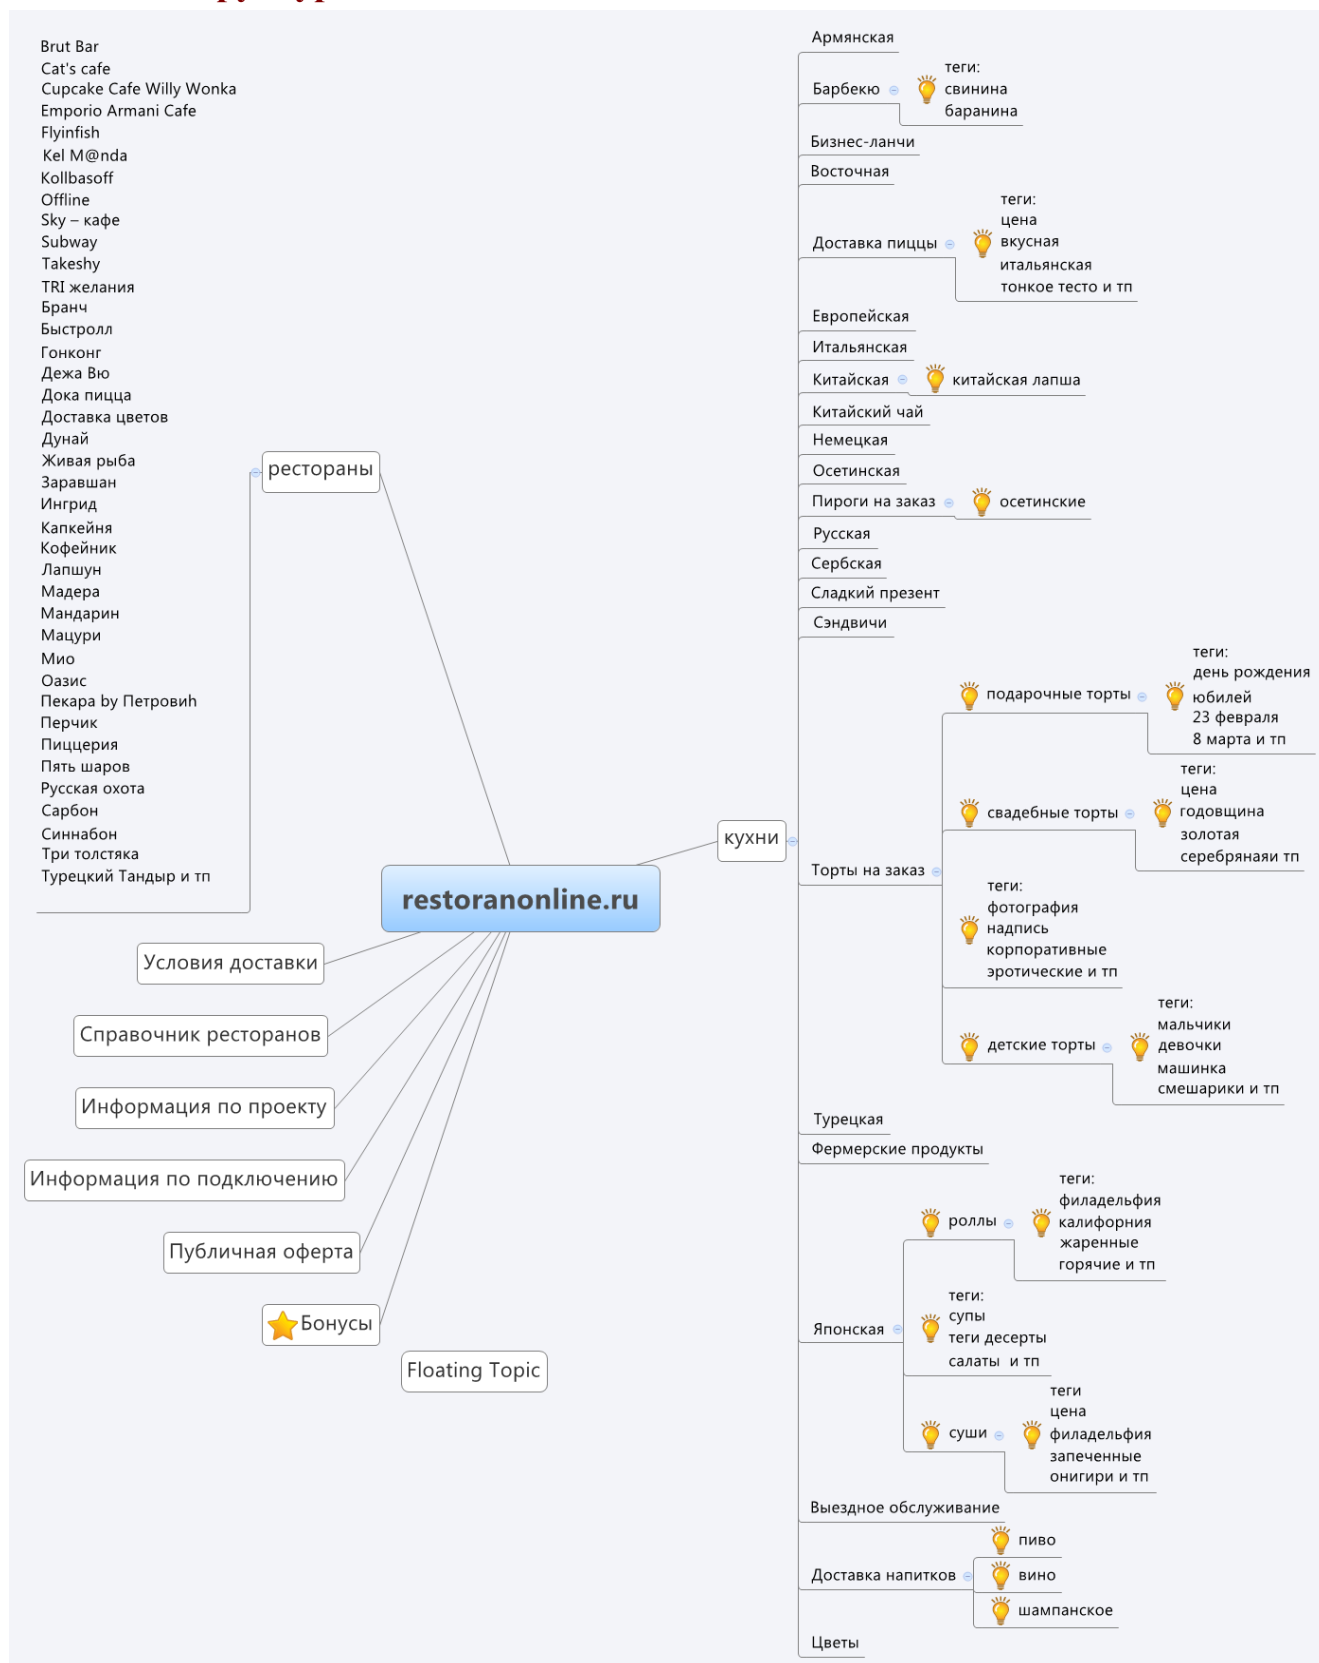 Brut Bar
Cat's cafe
Cupcake Cafe Willy Wonka
Emporio Armani Cafe
Flyinfish
Kel M@nda
Kollbasoff
Offline
Sky – кафе
Subway
Takeshy
TRI желания
Бранч
Быстролл
Гонконг
Дежа Вю
Дока пицца
Доставка цветов
Дунай
Живая рыба
Заравшан
Ингрид
Капкейня
Кофейник
Лапшун
Мадера
Мандарин
Мацури
Мио
Оазис
Пекара by Петровиħ
Перчик
Пиццерия
Пять шаров
Русская охота
Сарбон
Синнабон
Три толстяка
Турецкий Тандыр и тп
рестораны
restoranonline.ru
Условия доставки
Справочник ресторанов
Информация по проекту
Информация по подключению
Публичная оферта
Бонусы
Floating Topic
кухни
Армянская
Барбекю
теги:
свинина
баранина
Бизнес-ланчи
Восточная
Доставка пиццы
теги:
цена
вкусная
итальянская
тонкое тесто и тп
Европейская
Итальянская
Китайская
китайская лапша
Китайский чай
Немецкая
Осетинская
Пироги на заказ
осетинские
Русская
Сербская
Сладкий презент
Сэндвичи
Торты на заказ
подарочные торты
теги:
день рождения
юбилей
23 февраля
8 марта и тп
свадебные торты
теги:
цена
годовщина
золотая
серебрянаяи тп
теги:
фотография
надпись
корпоративные
эротические и тп
детские торты
теги:
мальчики
девочки
машинка
смешарики и тп
Турецкая
Фермерские продукты
Японская
роллы
теги:
филадельфия
калифорния
жаренные
горячие и тп
теги:
супы
теги десерты
салаты  и тп
суши
теги
цена
филадельфия
запеченные
онигири и тп
Выездное обслуживание
Доставка напитков
пиво
вино
шампанское
Цветы